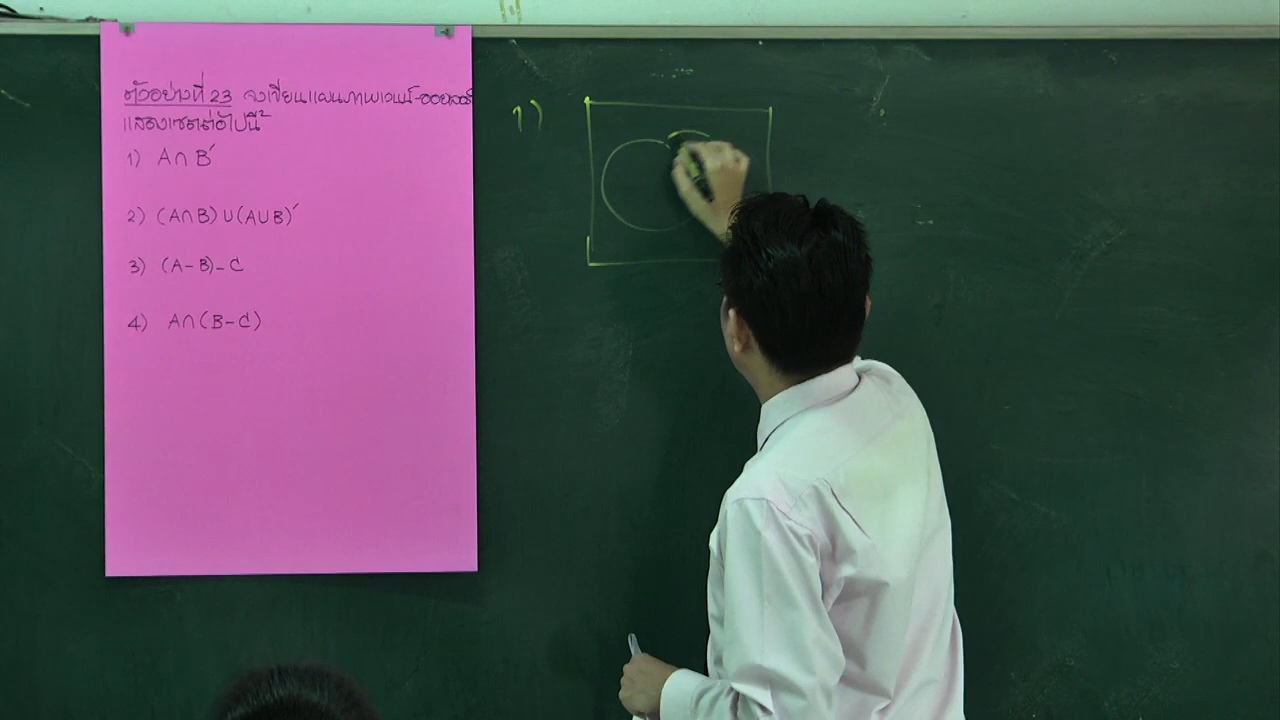 ตัวอย่างที่ 23 จงเขียนแผนภาพเวนน์-ออยเลอร์
แสดงเซตต่อไปนี้
1) A∩B′
2) (A∩B)∪(A∪B)′
3) (A-B)-C
4) A∩(B-C)
1)